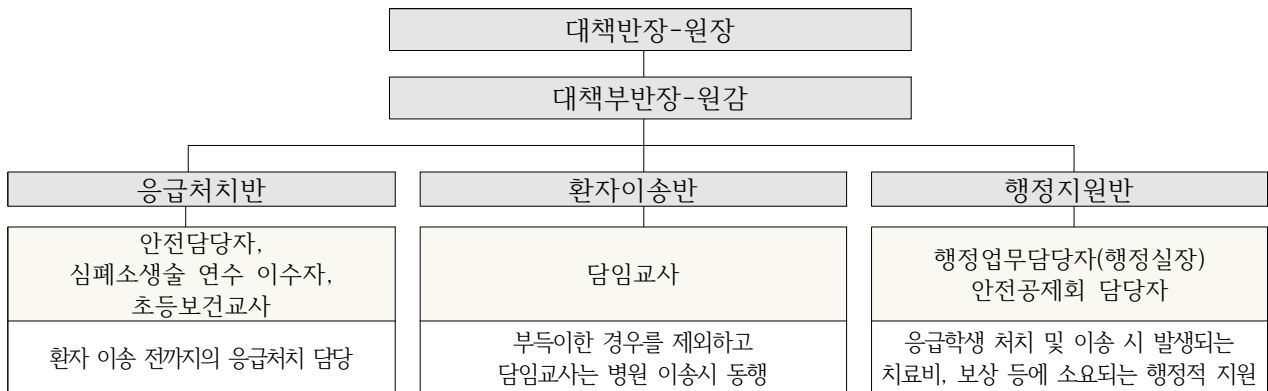 대책반장-원장
대책부반장-원감
응급처치반
환자이송반
행정지원반
안전담당자,
심폐소생술 연수 이수자,
초등보건교사
담임교사
행정업무담당자(행정실장)
안전공제회 담당자
환자 이송 전까지의 응급처치 담당
부득이한 경우를 제외하고
담임교사는 병원 이송시 동행
응급학생 처치 및 이송 시 발생되는
치료비, 보상 등에 소요되는 행정적 지원